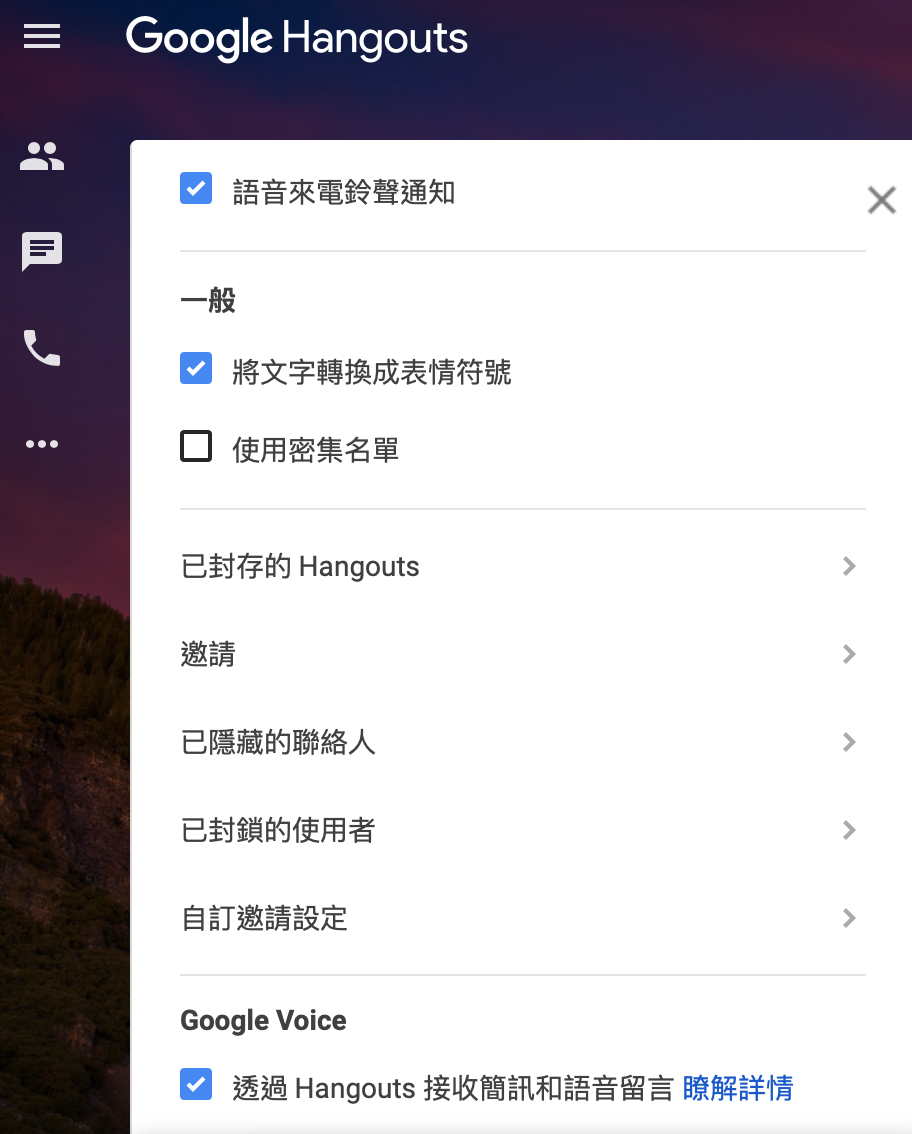 Google Hangouts
語音來電鈴聲通知
一般
將文字轉換成表情符號
使用密集名單
已封存的 Hangouts
邀請
已隱藏的聯絡人
已封鎖的使用者
自訂邀請設定
Google Voice
透過 Hangouts 接收簡訊和語音留言 瞭解詳情